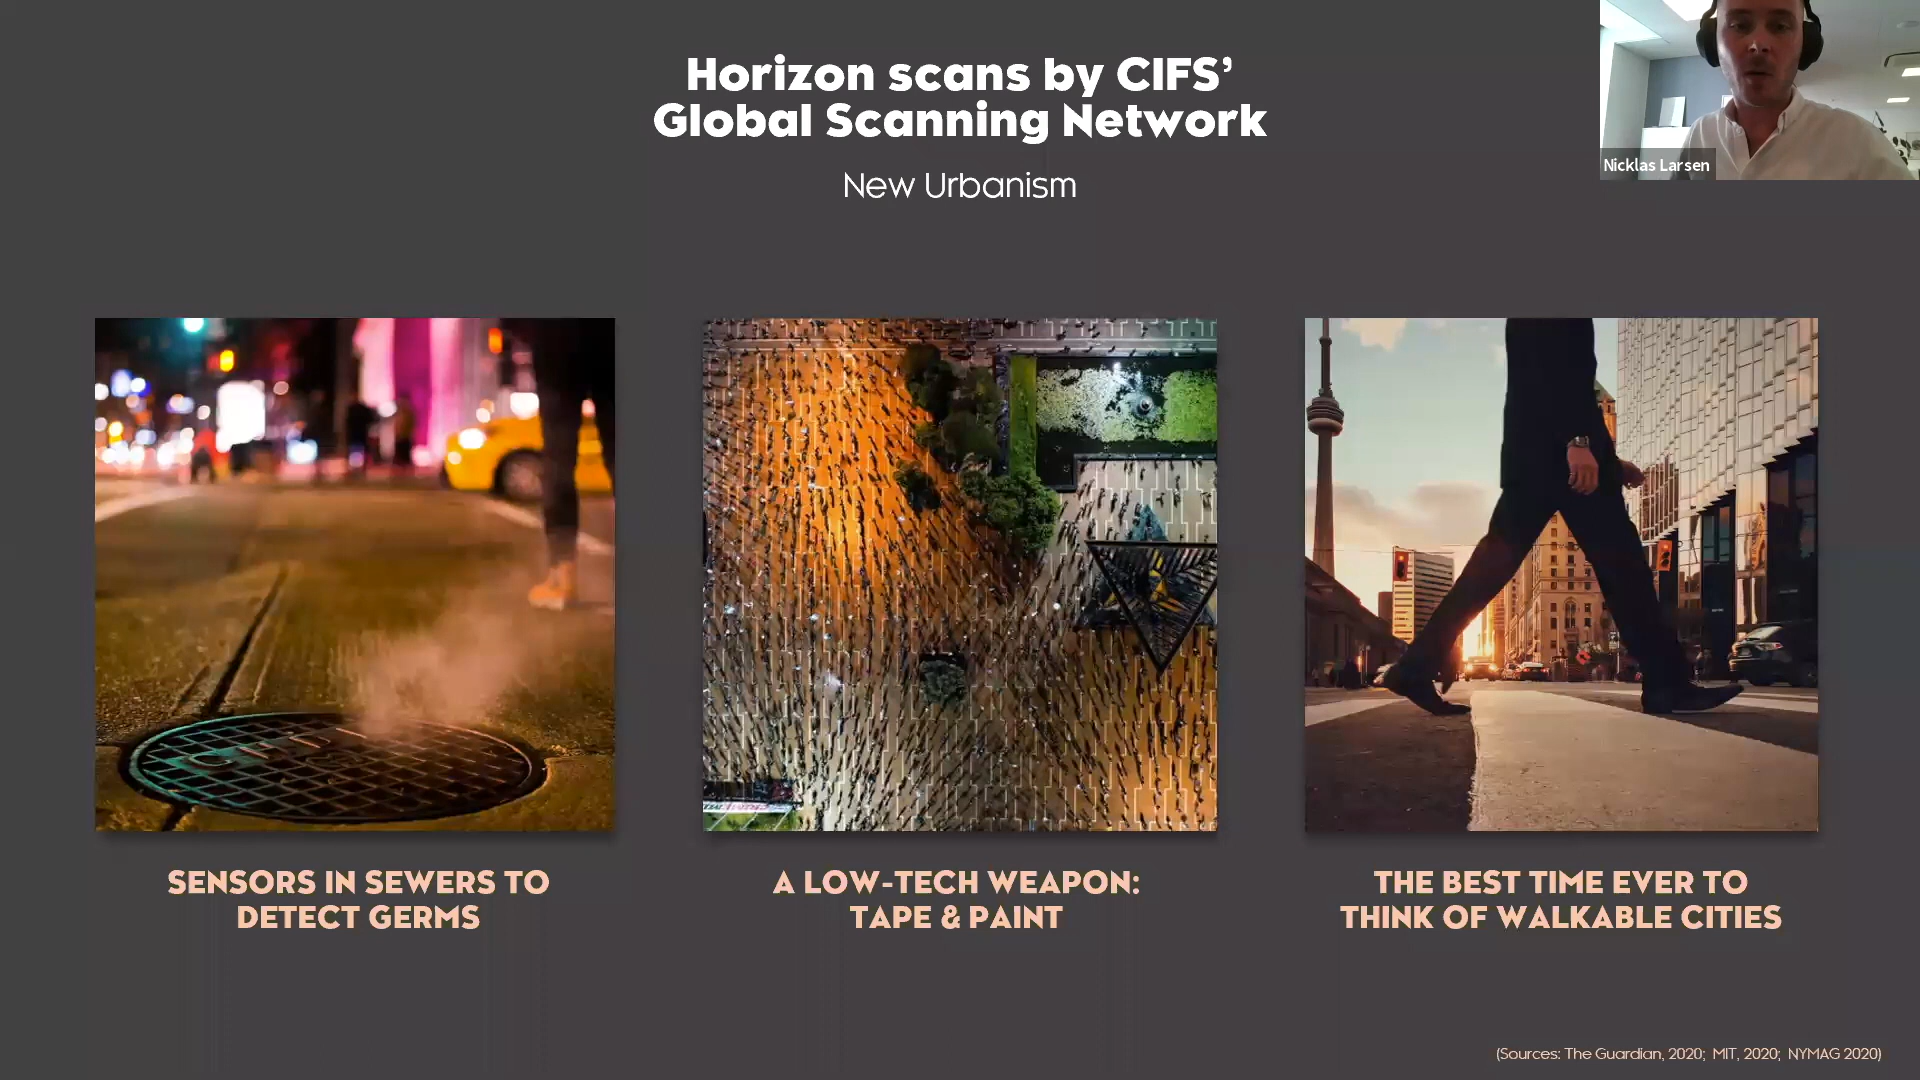 Horizon scans by CIFS’
Global Scanning Network
New Urbanism
Nicklas Larsen
SENSORS IN SEWERS TO
DETECT GERMS
A LOW-TECH WEAPON:
TAPE & PAINT
THE BEST TIME EVER TO
THINK OF WALKABLE CITIES
(Sources: The Guardian, 2020; MIT, 2020; NYMAG 2020)